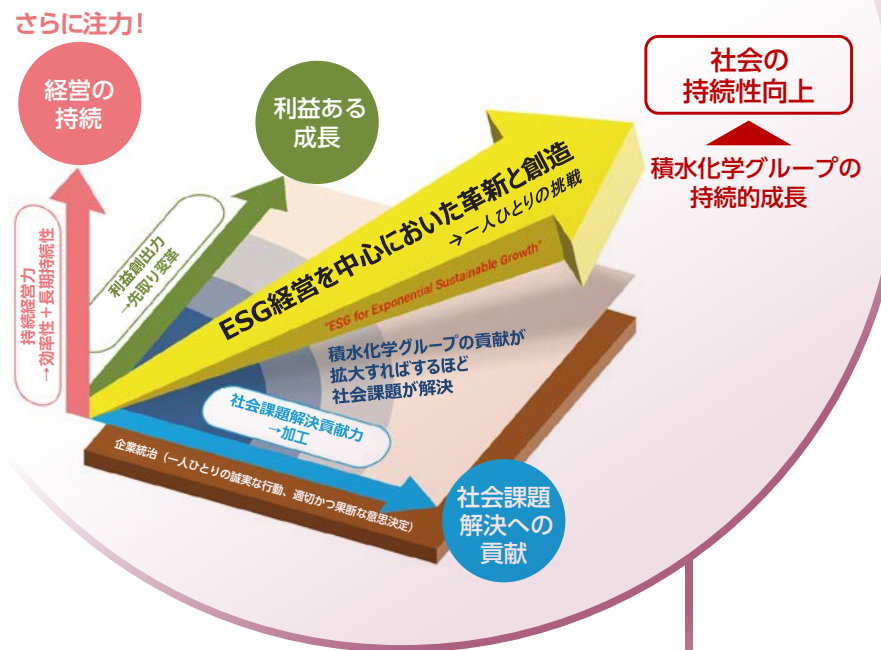 さらに注力！
経営の
持続
利益ある
成長
社会の
持続性向上
積水化学グループの
持続的成長
持続経営力
→効率性＋長期持続性
利益創出力
→先取り変革
ESG経営を中心においた革新と創造
→一人ひとりの挑戦
"ESG for Exponential Sustainable Growth"
積水化学グループの貢献が
拡大すればするほど
社会課題が解決
社会課題解決貢献力
→加工
企業統治（一人ひとりの誠実な行動、適切かつ果断な意思決定）
社会課題
解決への
貢献